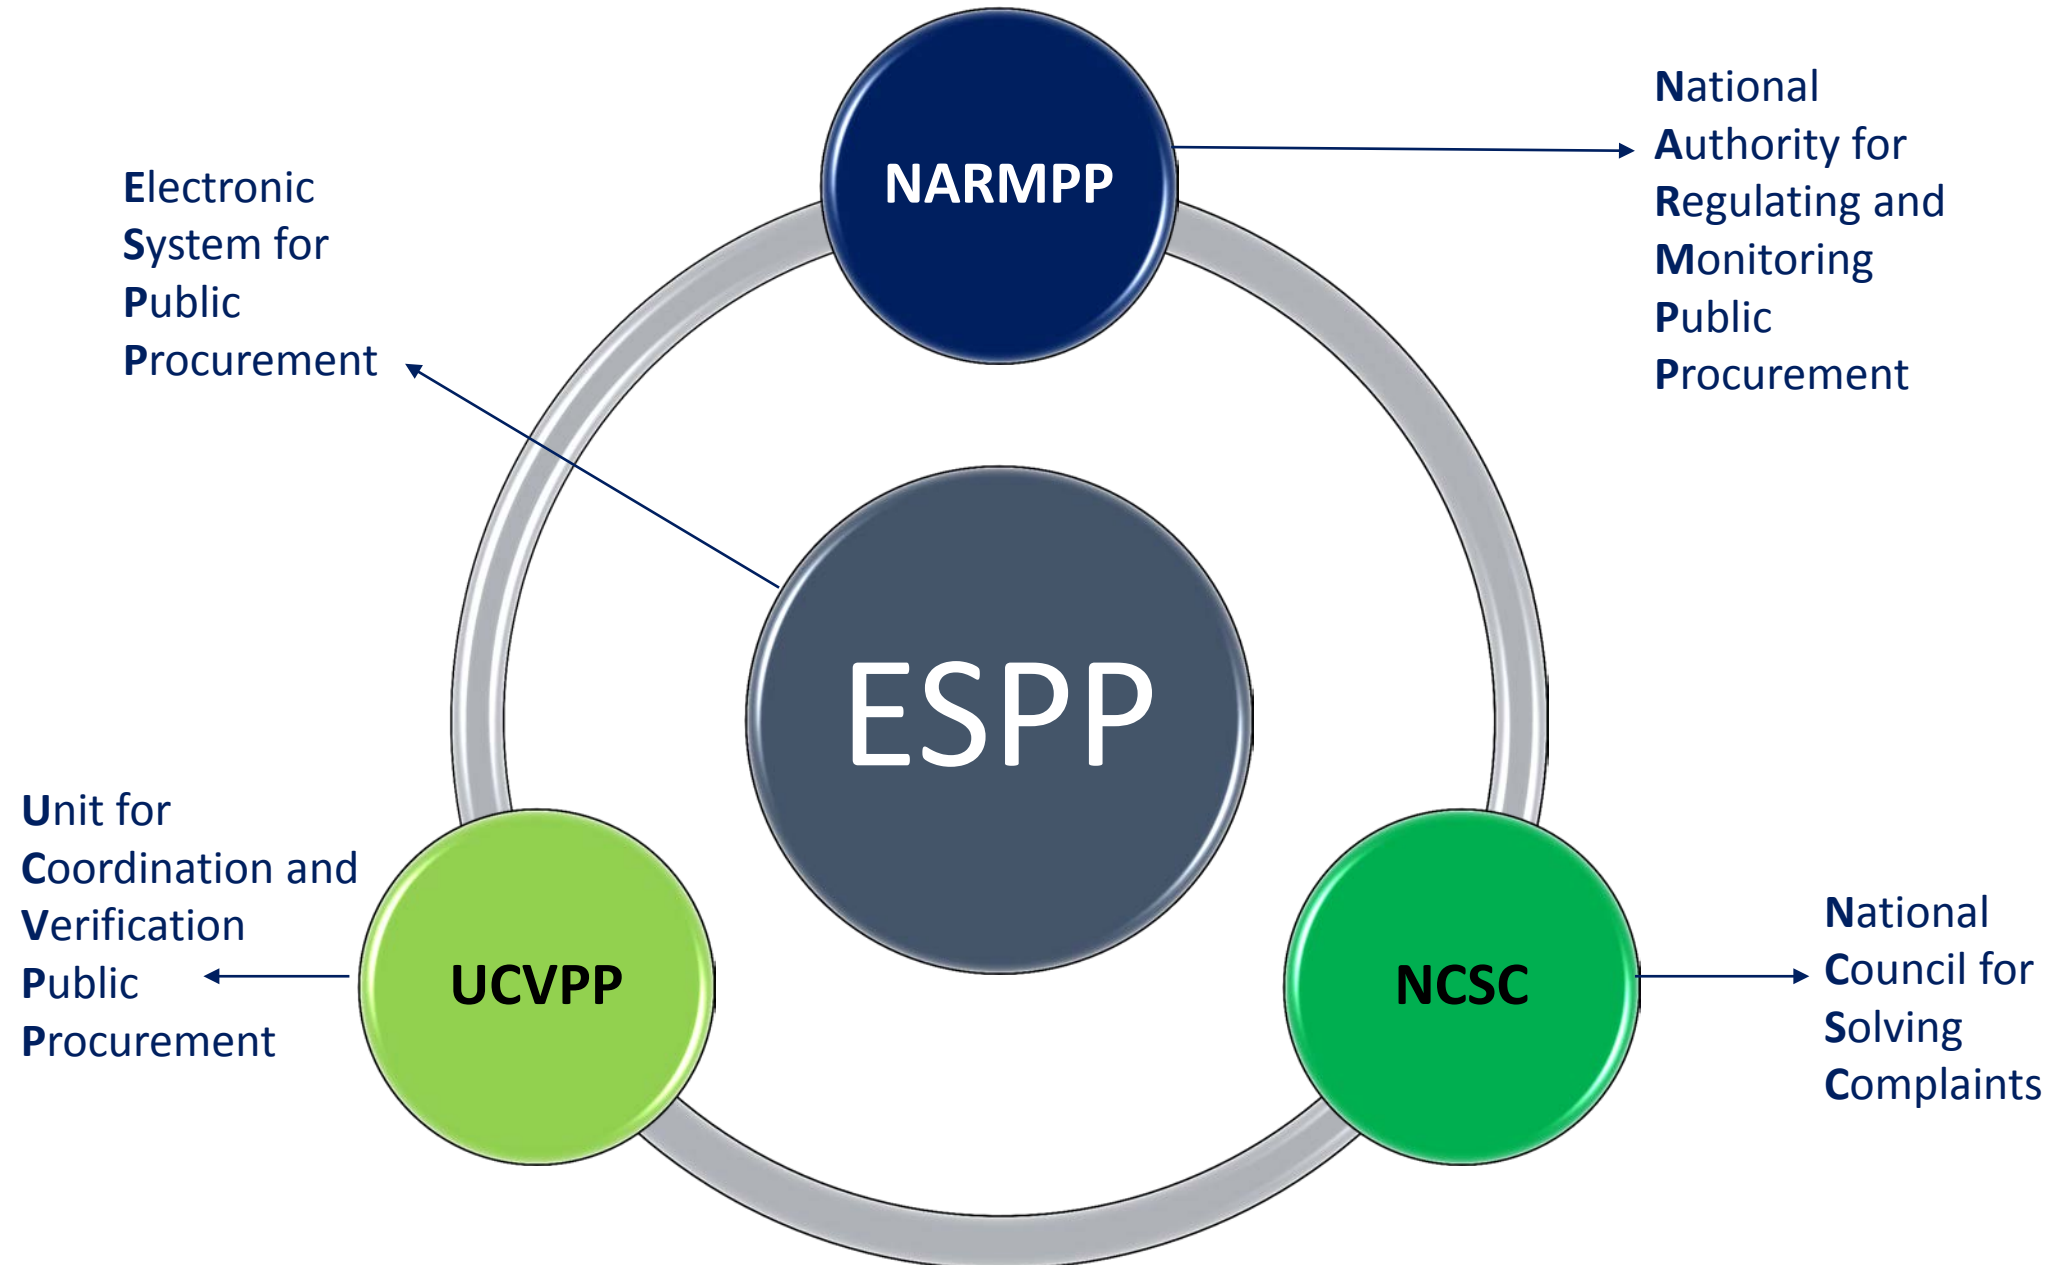 NARMPP
National
Authority for
Regulating and
Monitoring
Public
Procurement
Electronic
System for
Public
Procurement
ESPP
Unit for
Coordination and
Verification
Public
Procurement
UCVPP
NCSC
National
Council for
Solving
Complaints